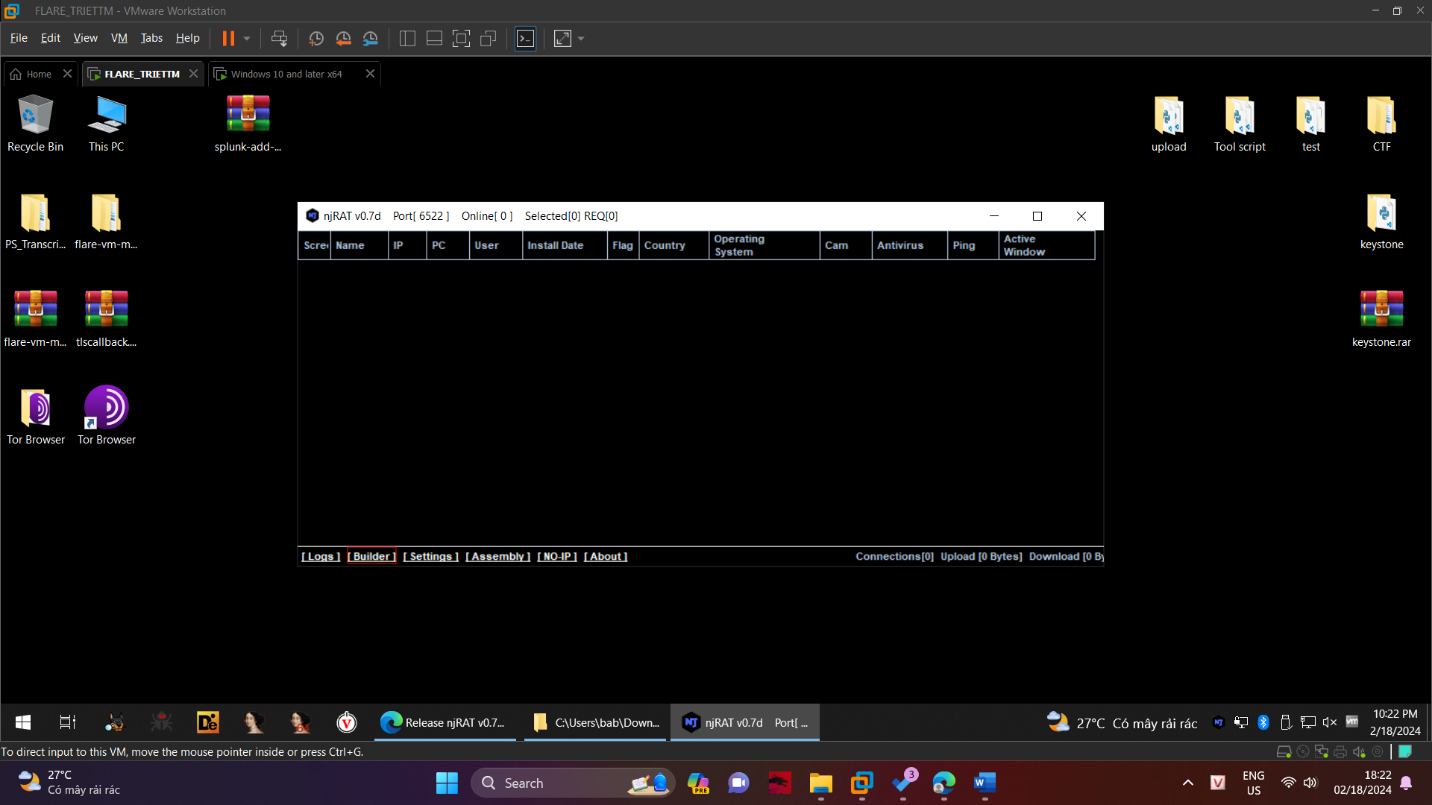 FLARE_TRIETTM - VMware Workstation
File Edit View VM Tabs Help
Home FLARE_TRIETTM Windows 10 and later x64
Recycle Bin This PC splunk-add-... upload Tool script test CTF
njRAT v0.7d Port[ 6522 ] Online[ 0 ] Selected[0] REQ[0]
PS_Transcri... flare-vm-m... keystone
Scre Name IP PC User Install Date Flag Country Operating System Cam Antivirus Ping Active Window
flare-vm-m... tlscallback.... keystone.rar
Tor Browser Tor Browser
[ Logs ] [ Builder ] [ Settings ] [ Assembly ] [ NO-IP ] [ About ] Connections[0] Upload [0 Bytes] Download [0 By
Release njRAT v0.7... C:\Users\bab\Down... njRAT v0.7d Port[ ... 27°C Có mây rải rác 10:22 PM
2/18/2024
To direct input to this VM, move the mouse pointer inside or press Ctrl+G.
27°C
Có mây rải rác
Search
PRE
3
ENG
US
18:22
02/18/2024